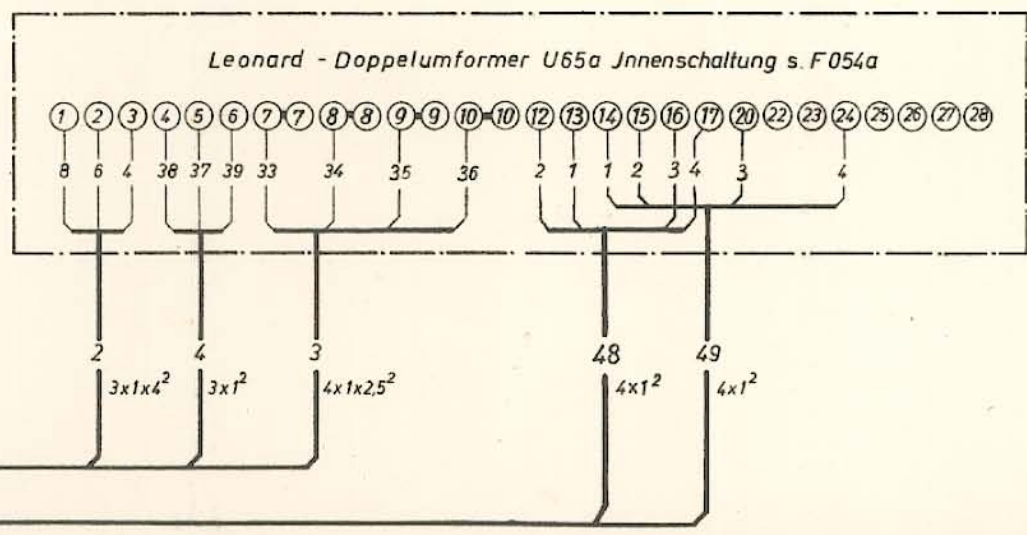 Leonard - Doppelumformer U65a Jnnenschaltung s. F054a
1 2 3 4 5 6 7 7 8 8 9 9 10 10 12 13 14 15 16 17 20 22 23 24 25 26 27 28
8 6 4 38 37 39 33 34 35 36 2 1 1 2 3 4 3 4
2 4 3 48 49
3x1x4² 3x1² 4x1x2,5² 4x1² 4x1²